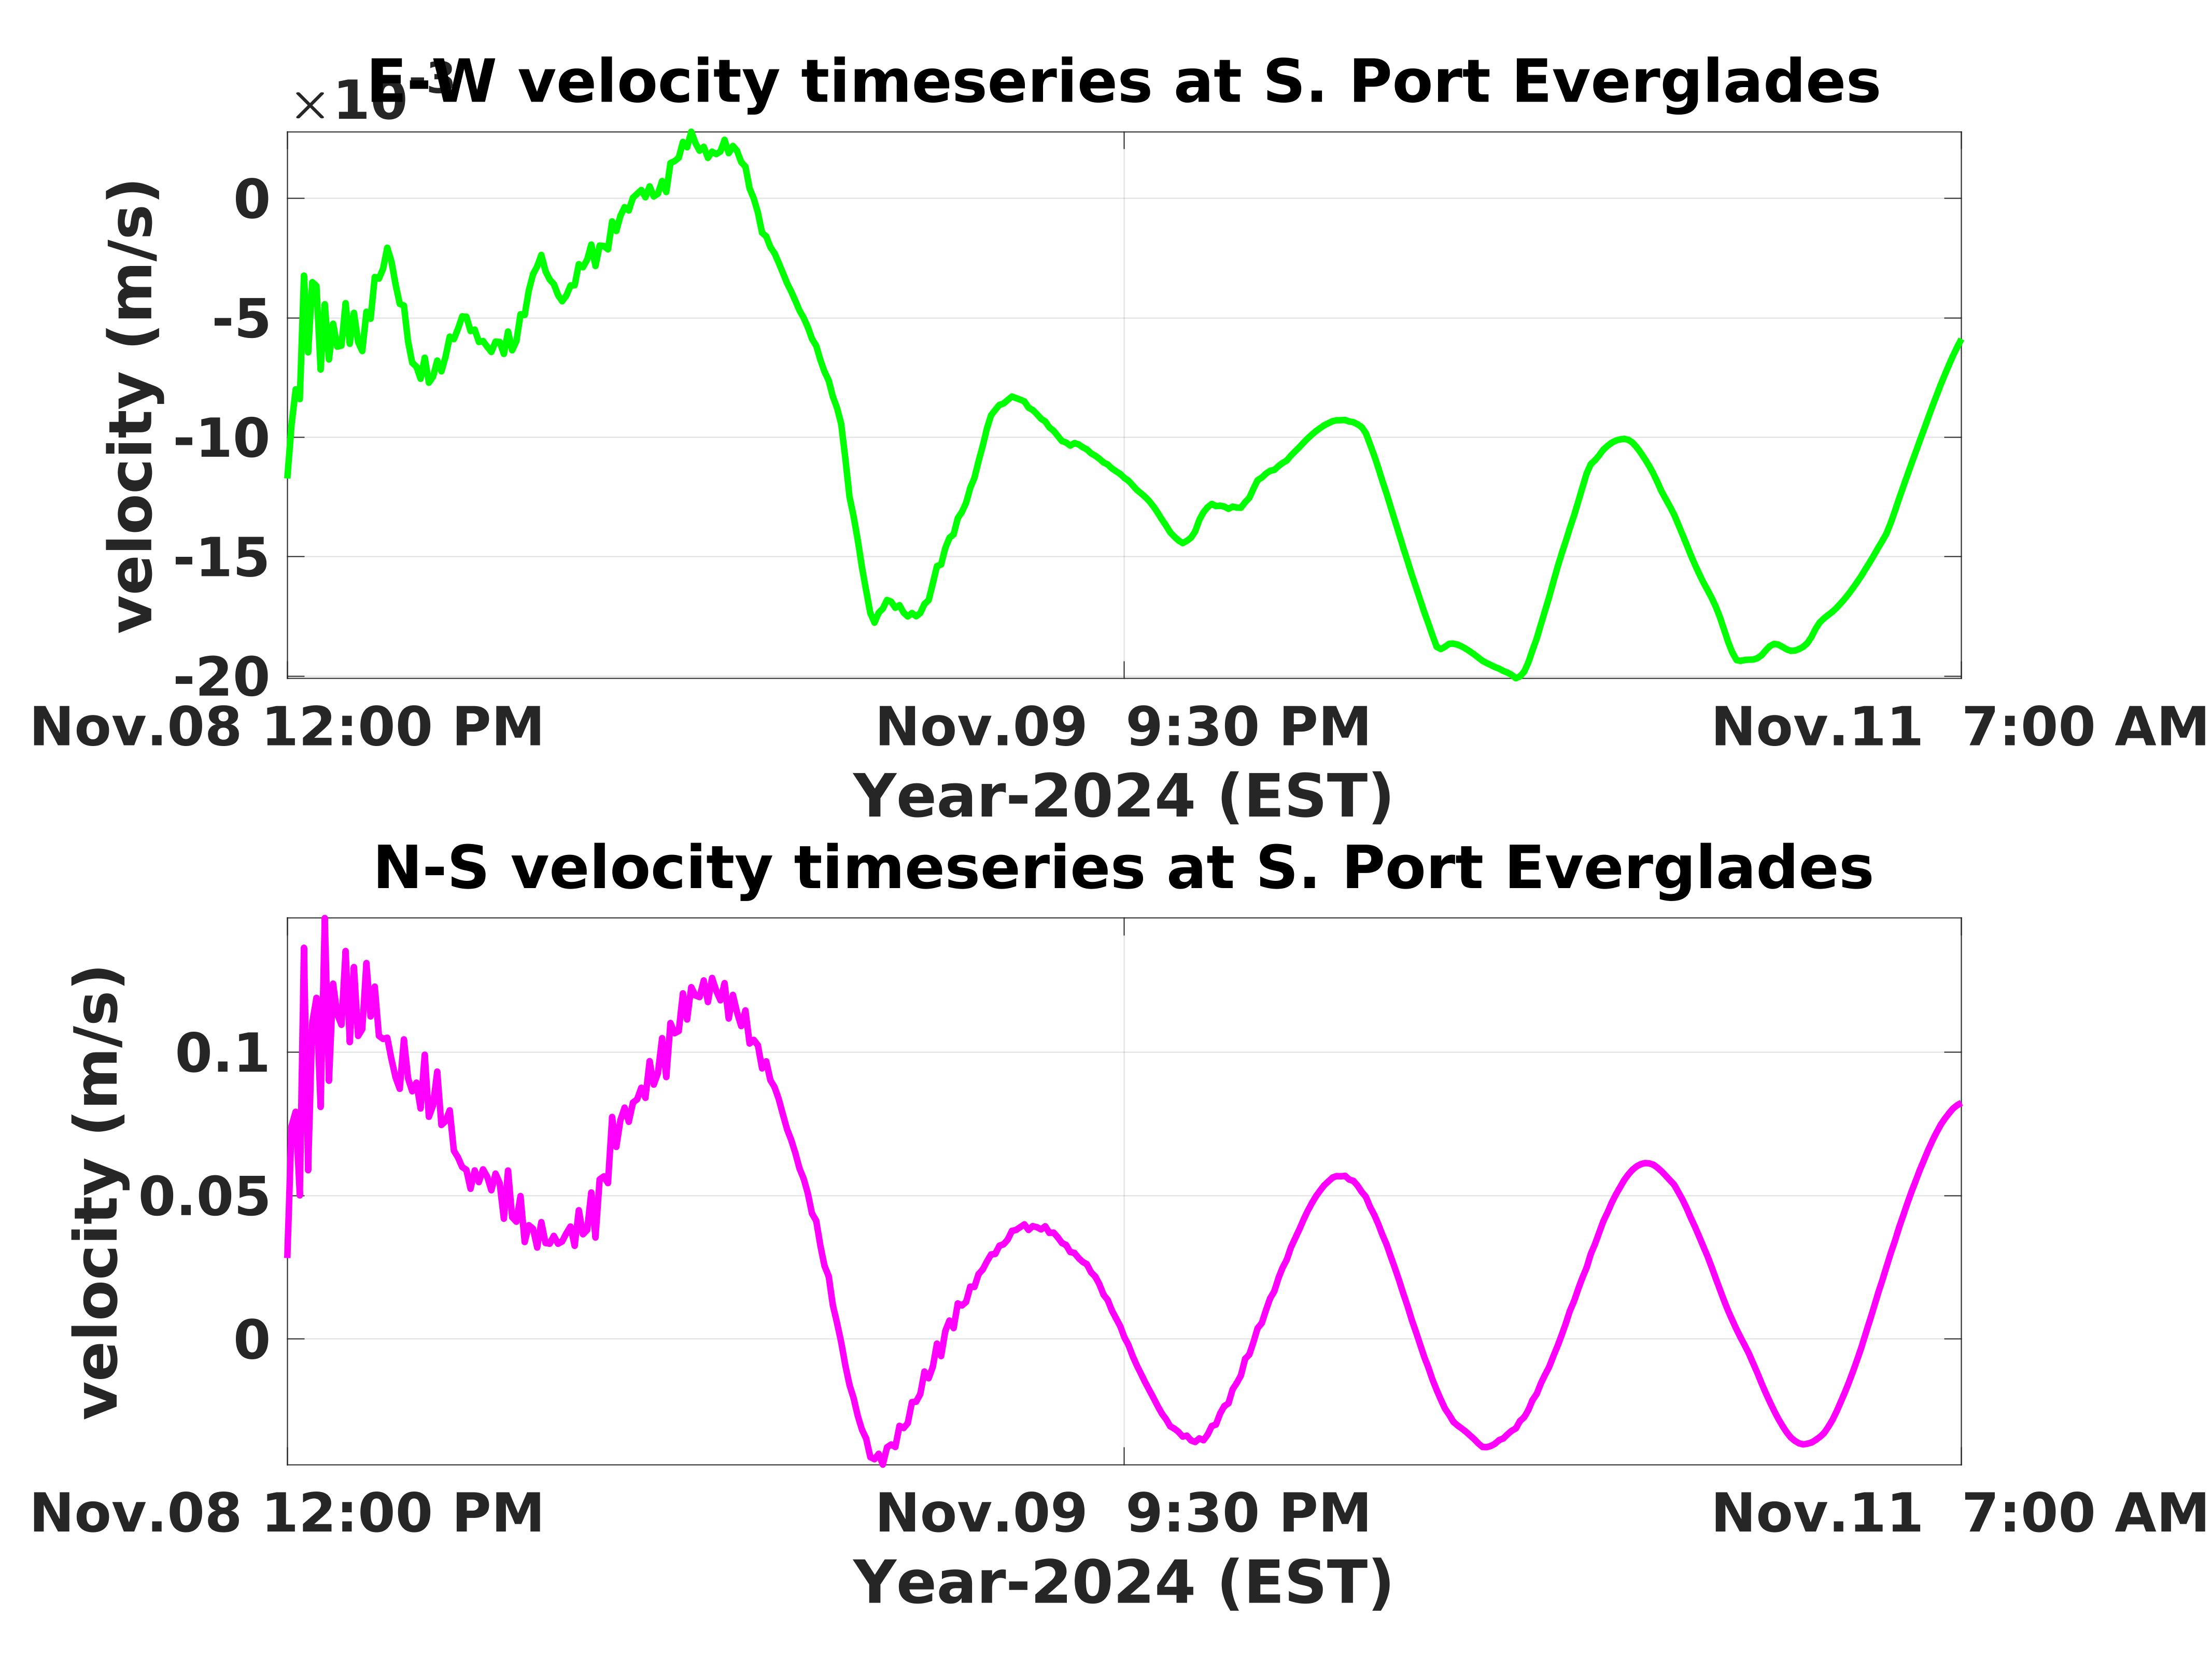 ×10-3
E-W velocity timeseries at S. Port Everglades
velocity (m/s)
0
-5
-10
-15
-20
Nov.08 12:00 PM Nov.09 9:30 PM Nov.11 7:00 AM
Year-2024 (EST)
N-S velocity timeseries at S. Port Everglades
velocity (m/s)
0.1
0.05
0
Nov.08 12:00 PM Nov.09 9:30 PM Nov.11 7:00 AM
Year-2024 (EST)